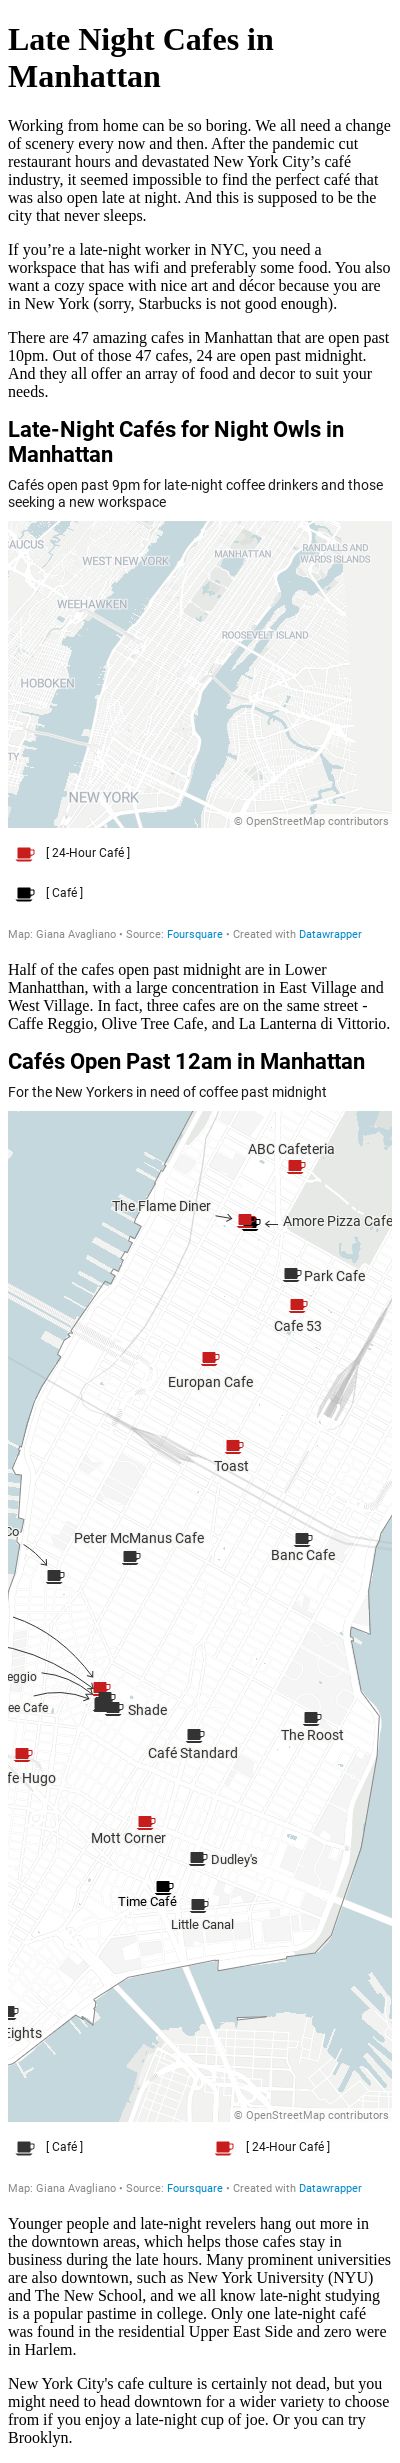 Late Night Cafes in
Manhattan
Working from home can be so boring. We all need a change
of scenery every now and then. After the pandemic cut
restaurant hours and devastated New York City’s café
industry, it seemed impossible to find the perfect café that
was also open late at night. And this is supposed to be the
city that never sleeps.
If you’re a late-night worker in NYC, you need a
workspace that has wifi and preferably some food. You also
want a cozy space with nice art and décor because you are
in New York (sorry, Starbucks is not good enough).
There are 47 amazing cafes in Manhattan that are open past
10pm. Out of those 47 cafes, 24 are open past midnight.
And they all offer an array of food and decor to suit your
needs.
Late-Night Cafés for Night Owls in
Manhattan
Cafés open past 9pm for late-night coffee drinkers and those
seeking a new workspace
AUCUS
WEST NEW YORK
MANHATTAN
RANDALLS AND
WARDS ISLANDS
WEEHAWKEN
ROOSEVELT ISLAND
HOBOKEN
TY
NEW YORK
© OpenStreetMap contributors
[ 24-Hour Café ]
[ Café ]
Map: Giana Avagliano • Source: Foursquare • Created with Datawrapper
Half of the cafes open past midnight are in Lower
Manhatthan, with a large concentration in East Village and
West Village. In fact, three cafes are on the same street -
Caffe Reggio, Olive Tree Cafe, and La Lanterna di Vittorio.
Cafés Open Past 12am in Manhattan
For the New Yorkers in need of coffee past midnight
ABC Cafeteria
The Flame Diner
Amore Pizza Cafe
Park Cafe
Cafe 53
Europan Cafe
Toast
Co
Peter McManus Cafe
Banc Cafe
eggio
ee Cafe
Shade
The Roost
Café Standard
fe Hugo
Mott Corner
Dudley's
Time Café
Little Canal
Eights
© OpenStreetMap contributors
[ Café ]
[ 24-Hour Café ]
Map: Giana Avagliano • Source: Foursquare • Created with Datawrapper
Younger people and late-night revelers hang out more in
the downtown areas, which helps those cafes stay in
business during the late hours. Many prominent universities
are also downtown, such as New York University (NYU)
and The New School, and we all know late-night studying
is a popular pastime in college. Only one late-night café
was found in the residential Upper East Side and zero were
in Harlem.
New York City's cafe culture is certainly not dead, but you
might need to head downtown for a wider variety to choose
from if you enjoy a late-night cup of joe. Or you can try
Brooklyn.